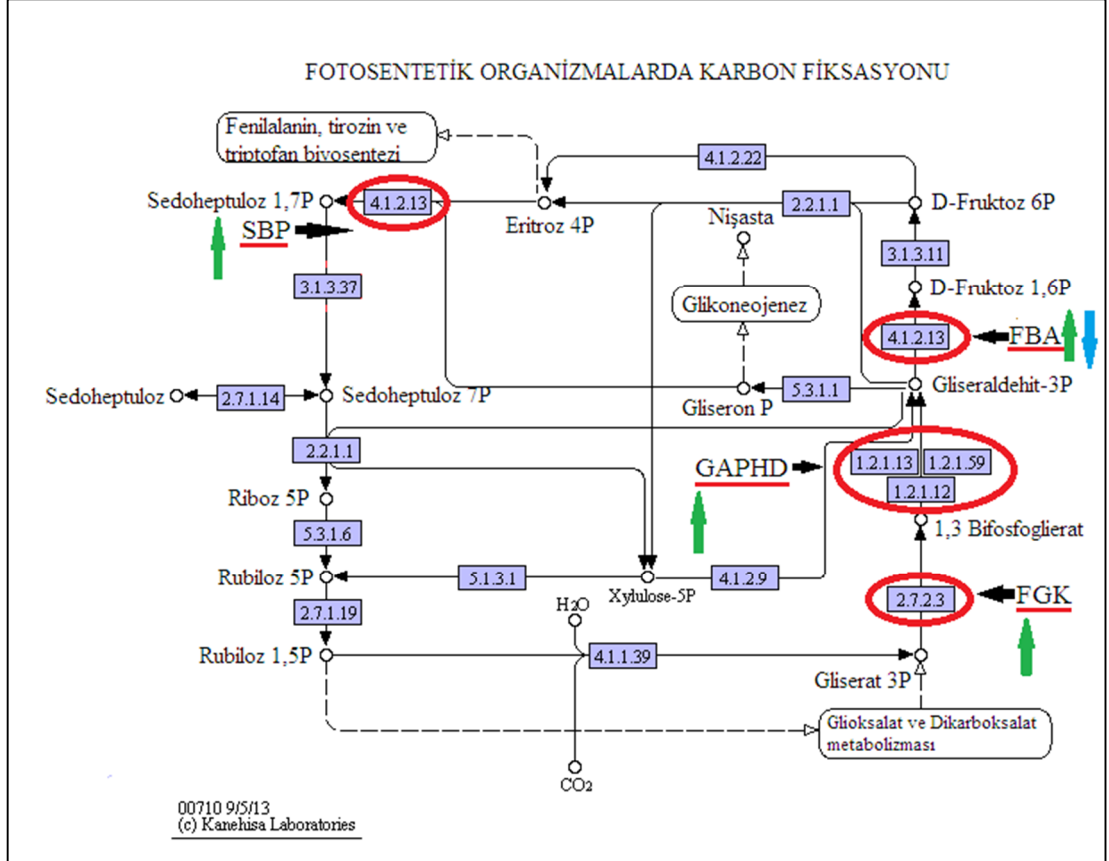 FOTOSENTETİK ORGANİZMALARDA KARBON FİKSASYONU
Fenilalanin, tirozin ve
triptofan biyosentezi
4.1.2.22
Sedoheptuloz 1,7P
4.1.2.13
Eritroz 4P
2.2.1.1
D-Fruktoz 6P
SBP
Nişasta
3.1.3.11
3.1.3.37
D-Fruktoz 1,6P
Glikoneojenez
4.1.2.13
FBA
Sedoheptuloz
2.7.1.14
Sedoheptuloz 7P
Gliseron P
5.3.1.1
Gliseraldehit-3P
2.2.1.1
GAPHD
1.2.1.13
1.2.1.59
1.2.1.12
Riboz 5P
1,3 Bifosfoglierat
5.3.1.6
Rubiloz 5P
5.1.3.1
Xylulose-5P
4.1.2.9
2.7.2.3
FGK
2.7.1.19
H2O
Rubiloz 1,5P
4.1.1.39
Gliserat 3P
Glioksalat ve Dikarboksalat
metabolizması
CO2
00710 9/5/13
(c) Kanehisa Laboratories